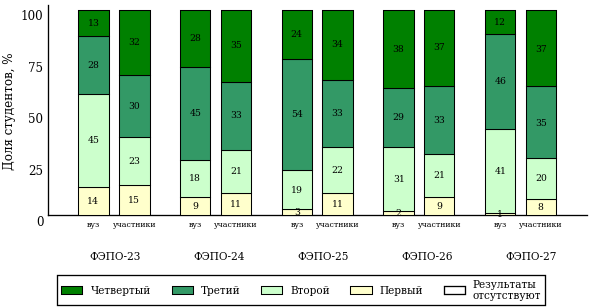 Доля студентов, %
100
75
50
25
0
13 32 28 35 24 34 38 37 12 37
28 30 45 33 54 33 29 33 46 35
45 23 18 21 19 22 31 21 41 20
14 15 9 11 3 11 2 9 1 8
вуз участники вуз участники вуз участники вуз участники вуз участники
ФЭПО-23 ФЭПО-24 ФЭПО-25 ФЭПО-26 ФЭПО-27
Четвертый Третий Второй Первый Результаты
отсутствуют